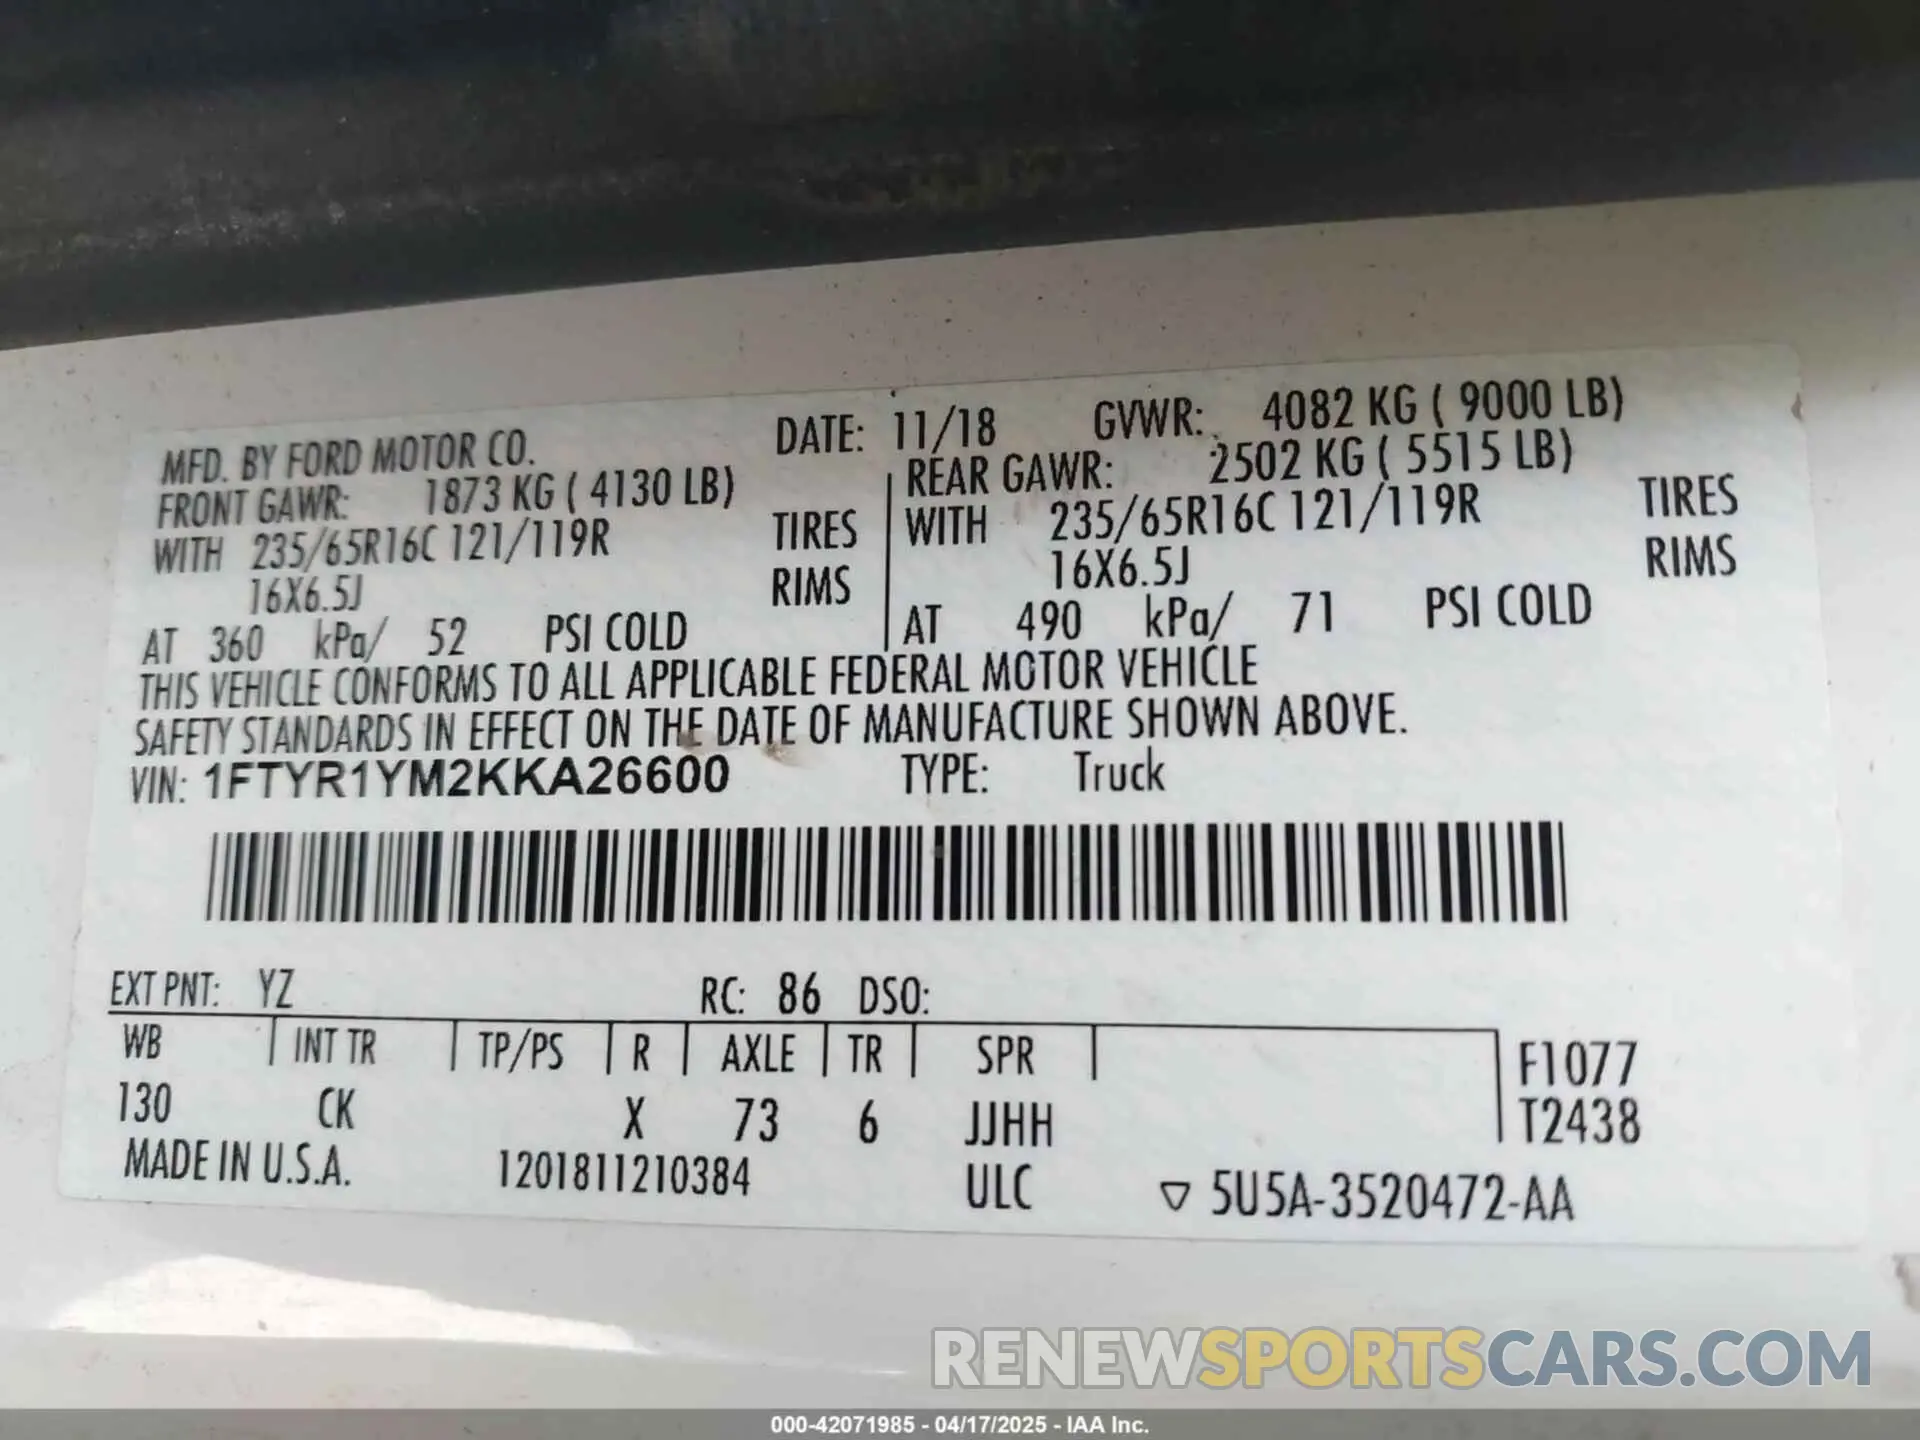 MFD. BY FORD MOTOR CO. DATE: 11/18 GVWR: 4082 KG ( 9000 LB)
FRONT GAWR: 1873 KG ( 4130 LB) REAR GAWR: 2502 KG ( 5515 LB)
WITH 235/65R16C 121/119R TIRES WITH 235/65R16C 121/119R TIRES
16X6.5J RIMS 16X6.5J RIMS
AT 360 kPa/ 52 PSI COLD AT 490 kPa/ 71 PSI COLD
THIS VEHICLE CONFORMS TO ALL APPLICABLE FEDERAL MOTOR VEHICLE
SAFETY STANDARDS IN EFFECT ON THE DATE OF MANUFACTURE SHOWN ABOVE.
VIN: 1FTYR1YM2KKA26600 TYPE: Truck
EXT PNT: YZ RC: 86 DSO:
WB INT TR TP/PS R AXLE TR SPR F1077
130 CK X 73 6 JJHH T2438
MADE IN U.S.A. 1201811210384 ULC ▽ 5U5A-3520472-AA
RENEWSPORTSCARS.COM
000-42071985 - 04/17/2025 - IAA Inc.